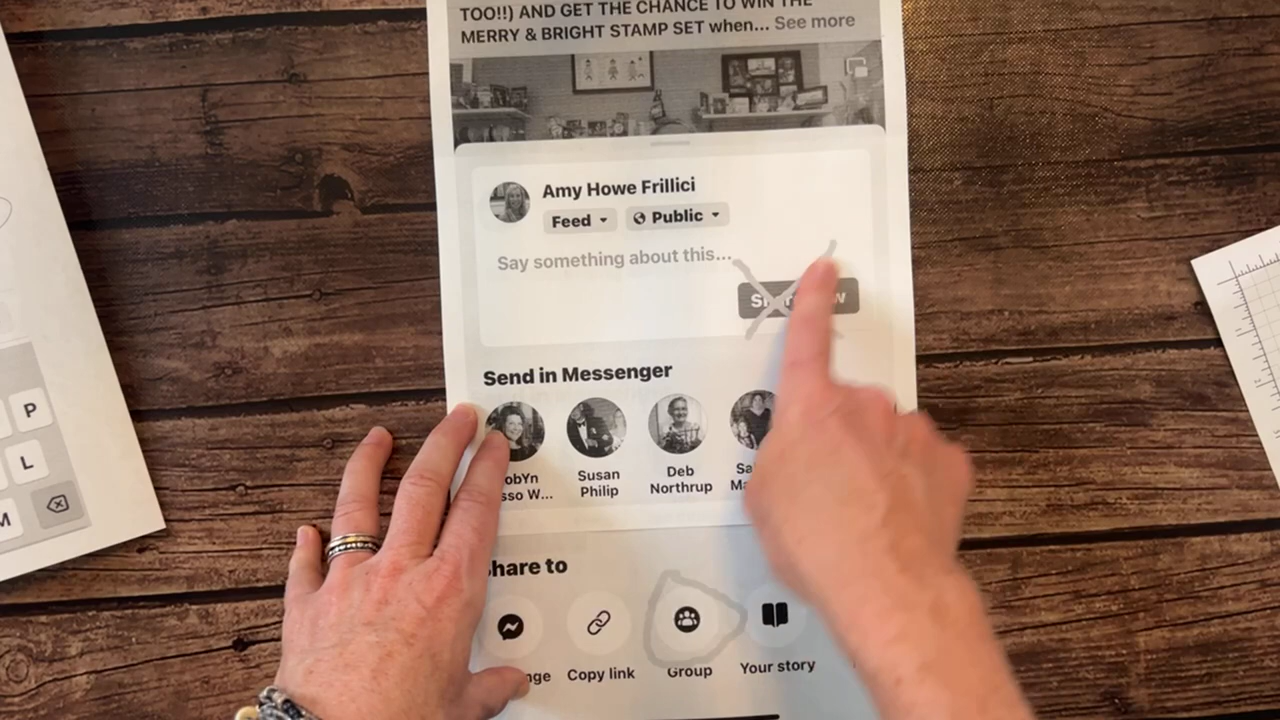 TOO!!) AND GET THE CHANCE TO WIN THE
MERRY & BRIGHT STAMP SET when... See more
Amy Howe Frillici
Feed
Public
Say something about this...
Send in Messenger
Susan
Philip
Deb
Northrup
Share to
Copy link
Group
Your story
P
L
M